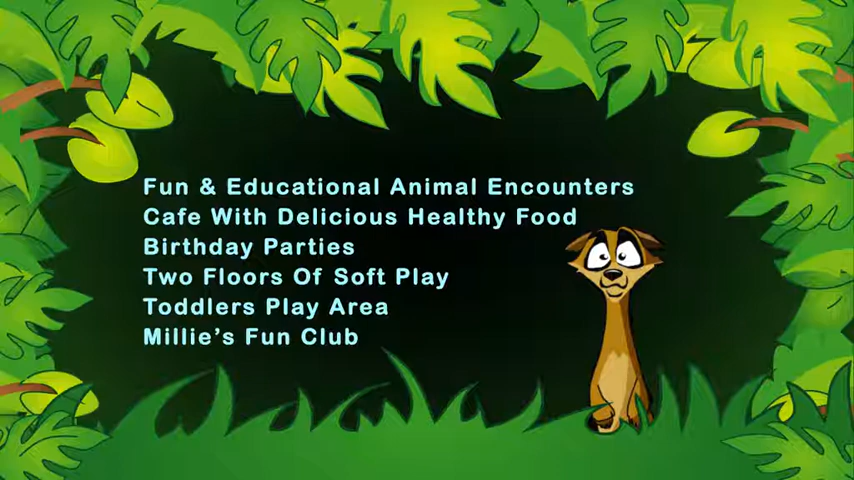 Fun & Educational Animal Encounters
Cafe With Delicious Healthy Food
Birthday Parties
Two Floors Of Soft Play
Toddlers Play Area
Millie’s Fun Club